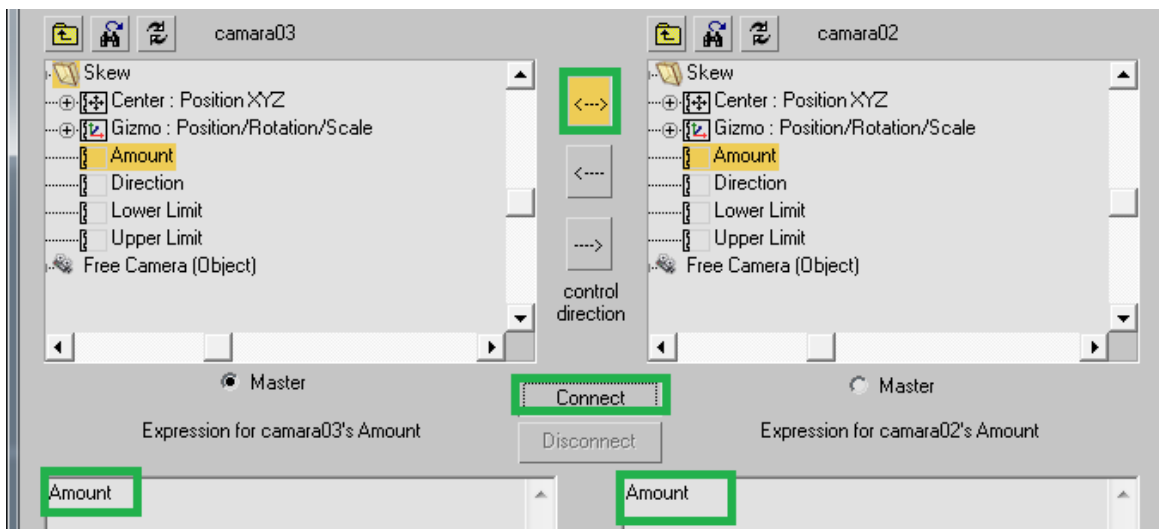 camara03
Skew
Center : Position XYZ
Gizmo : Position/Rotation/Scale
Amount
Direction
Lower Limit
Upper Limit
Free Camera (Object)
Master
Expression for camara03's Amount
Amount
<--->
<----
---->
control
direction
Connect
Disconnect
camara02
Skew
Center : Position XYZ
Gizmo : Position/Rotation/Scale
Amount
Direction
Lower Limit
Upper Limit
Free Camera (Object)
Master
Expression for camara02's Amount
Amount